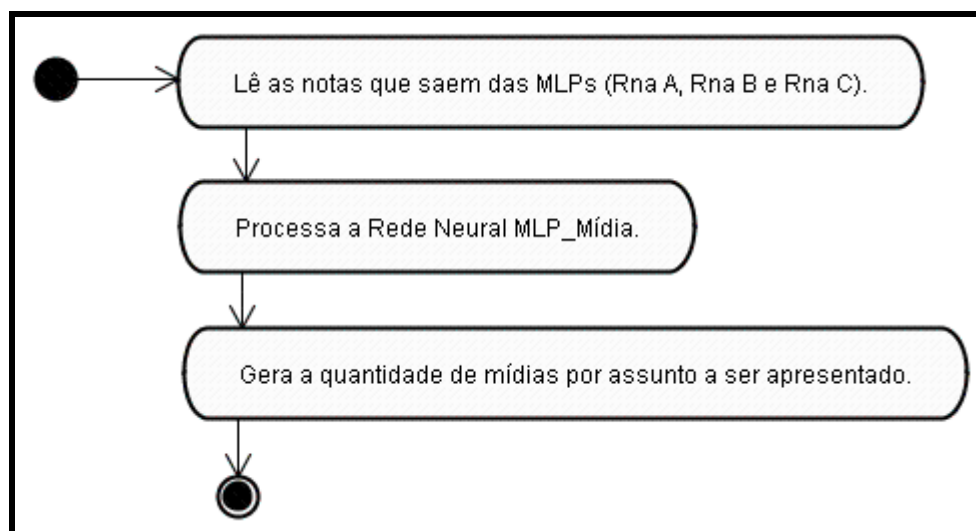 Lê as notas que saem das MLPs (Rna A, Rna B e Rna C).
Processa a Rede Neural MLP_Mídia.
Gera a quantidade de mídias por assunto a ser apresentado.